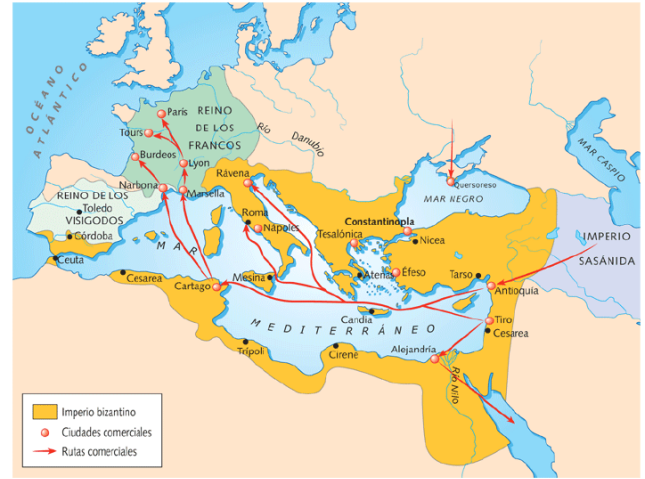 OCÉANO
ATLÁNTICO
París
REINO
DE LOS
FRANCOS
Tours
Río Danubio
Burdeos
Lyon
MAR CASPIO
Rávena
Narbona
Marsella
Quersoreso
MAR NEGRO
REINO DE LOS
VISIGODOS
Toledo
Roma
Nápoles
Constantinopla
Tesalónica
Nicea
Córdoba
IMPERIO
SASÁNIDA
Ceuta
MAR
Cesarea
Cartago
Mesina
Atenas
Éfeso
Tarso
Antioquía
Candia
Tiro
MEDITERRÁNEO
Cesarea
Trípoli
Cirene
Alejandría
Río Nilo
Imperio bizantino
Ciudades comerciales
Rutas comerciales